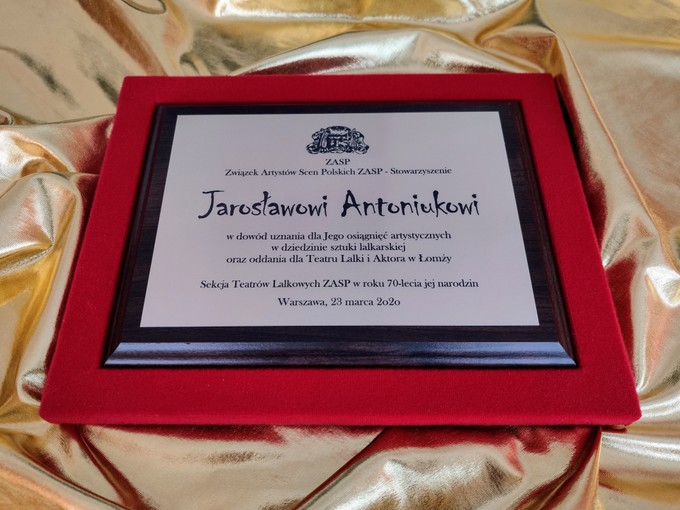 ZASP
Związek Artystów Scen Polskich ZASP - Stowarzyszenie
Jarosławowi Antoniukowi
w dowód uznania dla Jego osiągnięć artystycznych
w dziedzinie sztuki lalkarskiej
oraz oddania dla Teatru Lalki i Aktora w Łomży
Sekcja Teatrów Lalkowych ZASP w roku 70-lecia jej narodzin
Warszawa, 23 marca 2020